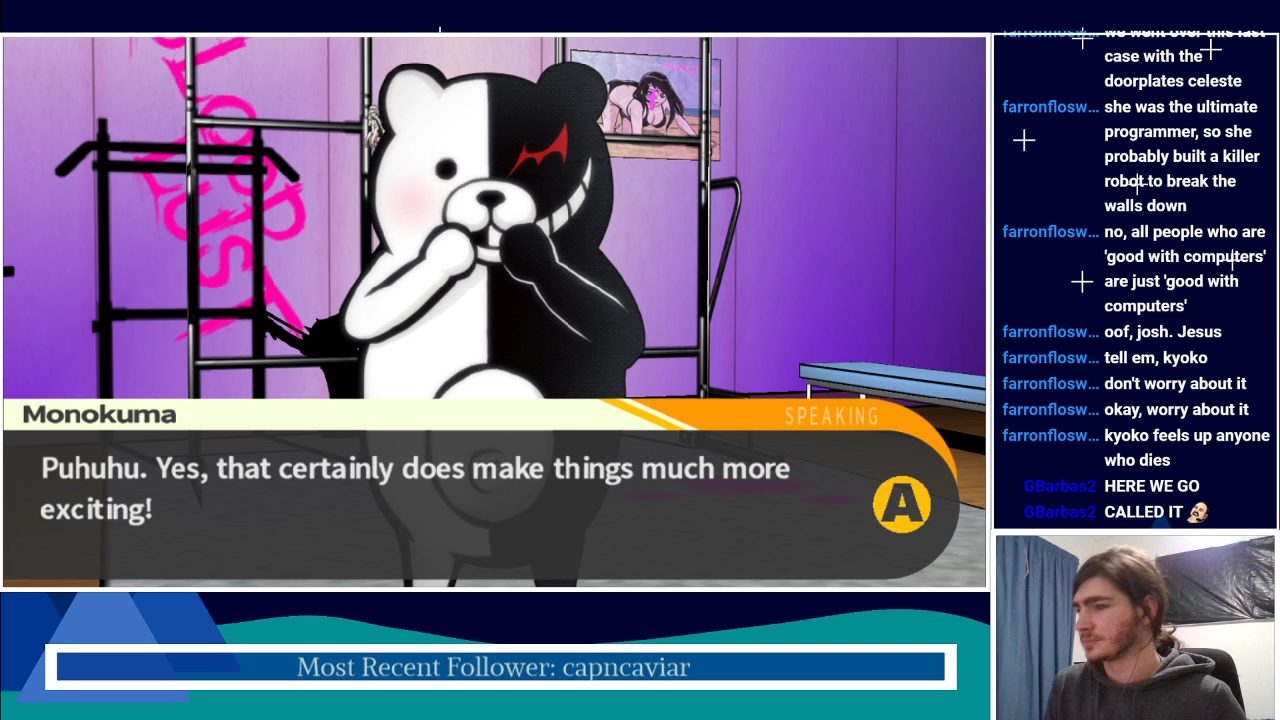 Monokuma
SPEAKING
Puhuhu. Yes, that certainly does make things much more
exciting!
A
Most Recent Follower: capncaviar
case with the
doorplates celeste
farronflosw... she was the ultimate
programmer, so she
probably built a killer
robot to break the
walls down
farronflosw... no, all people who are
'good with computers'
are just 'good with
computers'
farronflosw... oof, josh. Jesus
farronflosw... tell em, kyoko
farronflosw... don't worry about it
farronflosw... okay, worry about it
farronflosw... kyoko feels up anyone
who dies
GBarbas2 HERE WE GO
GBarbas2 CALLED IT